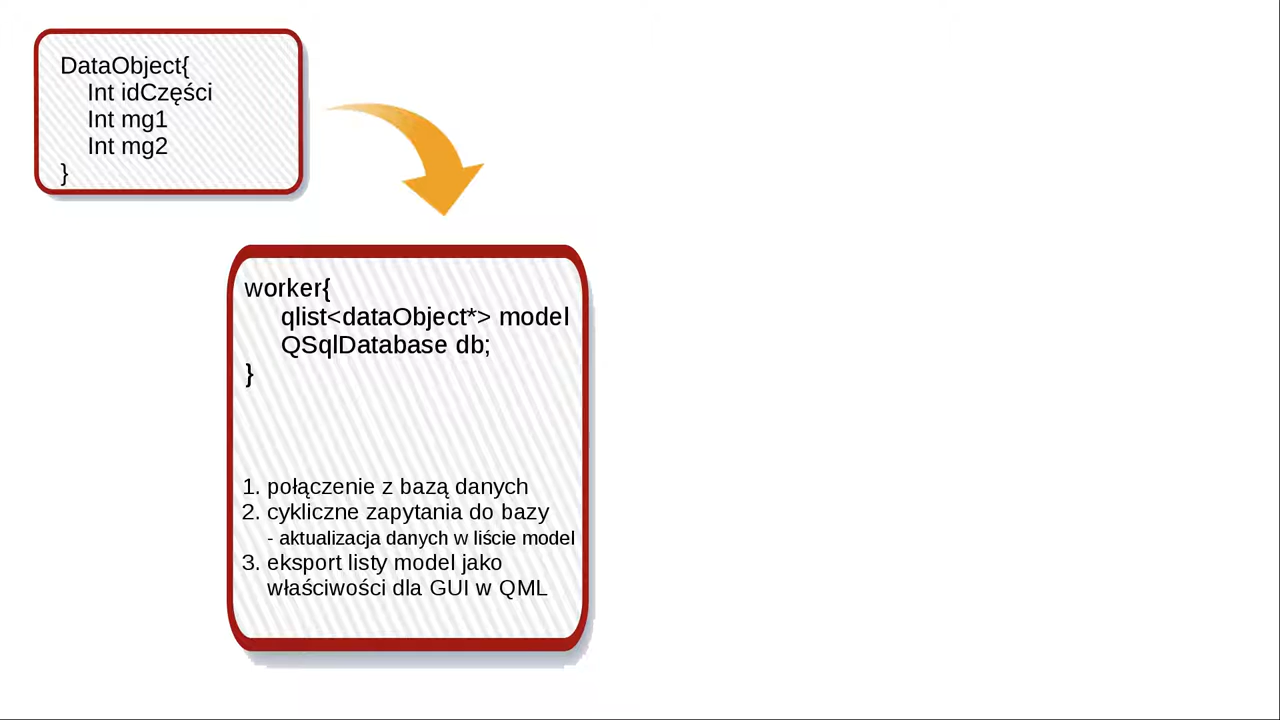 DataObject{
Int idCzęści
Int mg1
Int mg2
}
worker{
qlist<dataObject*> model
QSqlDatabase db;
}
1. połączenie z bazą danych
2. cykliczne zapytania do bazy
- aktualizacja danych w liście model
3. eksport listy model jako
właściwości dla GUI w QML